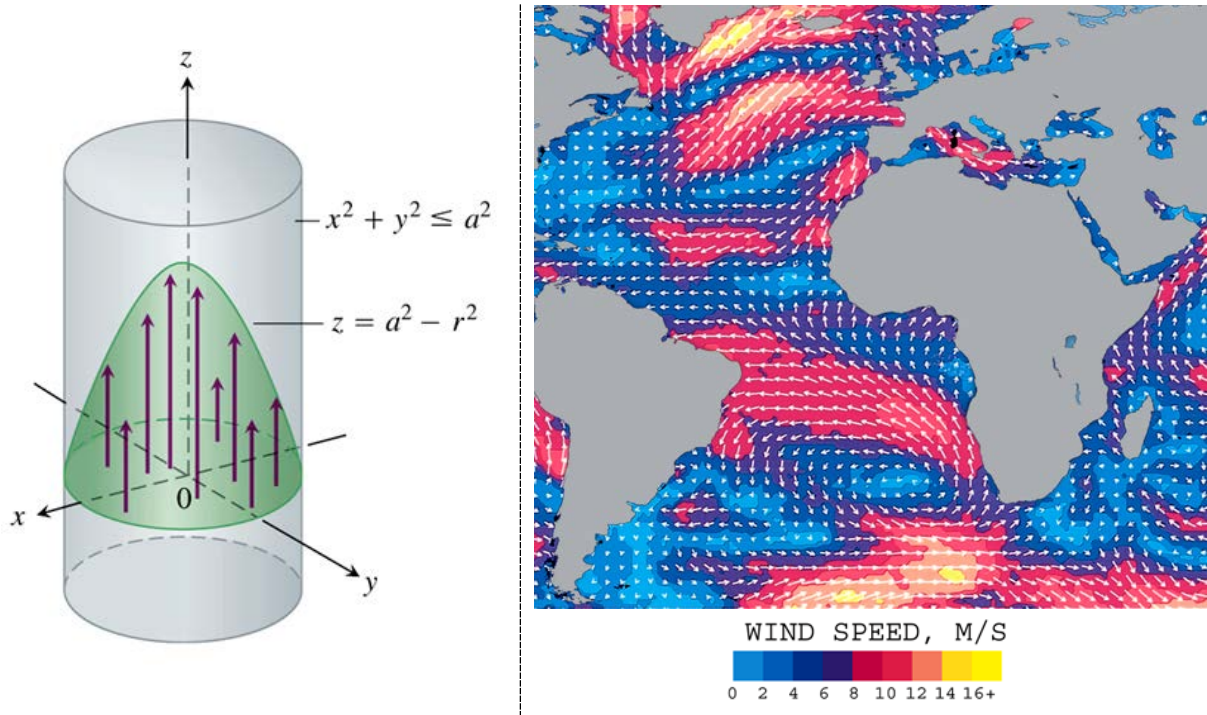 z
x² + y² ≤ a²
z = a² − r²
0
x
y
WIND SPEED, M/S
0 2 4 6 8 10 12 14 16+